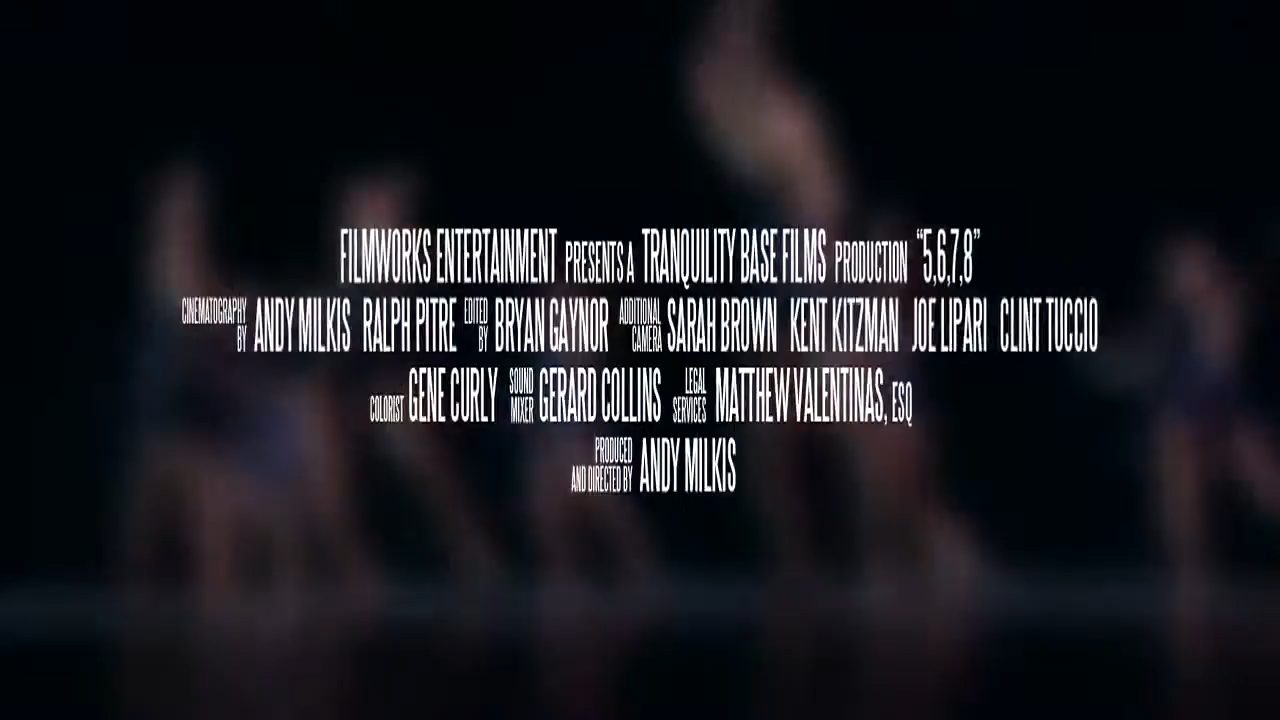 FILMWORKS ENTERTAINMENT PRESENTS A TRANQUILITY BASE FILMS PRODUCTION “5,6,7,8”
CINEMATOGRAPHY BY ANDY MILKIS RALPH PITRE EDITED BY BRYAN GAYNOR ADDITIONAL CAMERA SARAH BROWN KENT KITZMAN JOE LIPARI CLINT TUCCIO
COLORIST GENE CURLY SOUND MIXER GERARD COLLINS LEGAL SERVICES MATTHEW VALENTINAS, ESQ
PRODUCED AND DIRECTED BY ANDY MILKIS